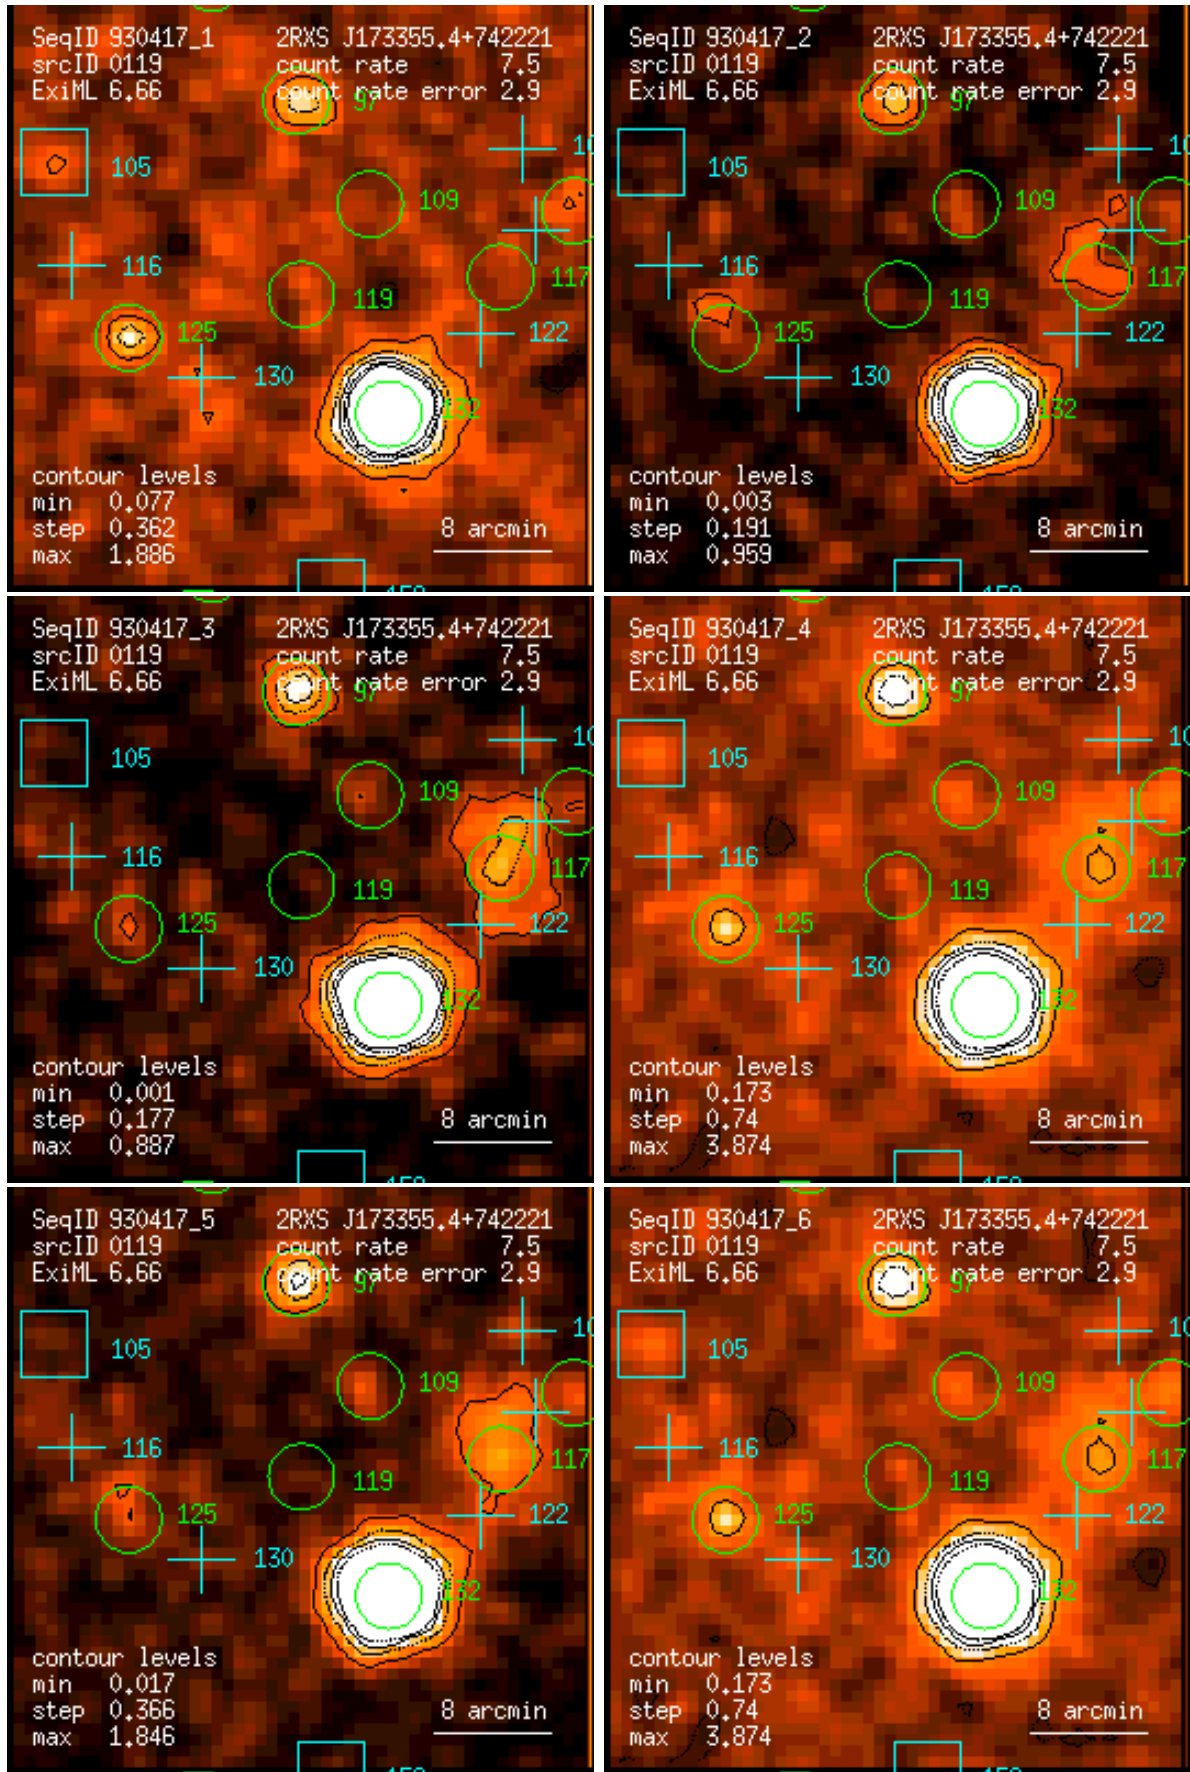 SeqID 930417_1 2RXS J173355.4+742221
srcID 0119 count rate 7.5
ExiML 6.66 count rate error 2.9
97
105
109
116
117
119
125
122
130
132
contour levels
min 0.077
step 0.362
max 1.886
8 arcmin
SeqID 930417_2 2RXS J173355.4+742221
srcID 0119 count rate 7.5
ExiML 6.66 count rate error 2.9
97
105
109
116
117
119
125
122
130
132
contour levels
min 0.003
step 0.191
max 0.959
8 arcmin
SeqID 930417_3 2RXS J173355.4+742221
srcID 0119 count rate 7.5
ExiML 6.66 count rate error 2.9
97
105
109
116
117
119
125
122
130
132
contour levels
min 0.001
step 0.177
max 0.887
8 arcmin
SeqID 930417_4 2RXS J173355.4+742221
srcID 0119 count rate 7.5
ExiML 6.66 count rate error 2.9
97
105
109
116
117
119
125
122
130
132
contour levels
min 0.173
step 0.74
max 3.874
8 arcmin
SeqID 930417_5 2RXS J173355.4+742221
srcID 0119 count rate 7.5
ExiML 6.66 count rate error 2.9
97
105
109
116
117
119
125
122
130
132
contour levels
min 0.017
step 0.366
max 1.846
8 arcmin
SeqID 930417_6 2RXS J173355.4+742221
srcID 0119 count rate 7.5
ExiML 6.66 count rate error 2.9
97
105
109
116
117
119
125
122
130
132
contour levels
min 0.173
step 0.74
max 3.874
8 arcmin